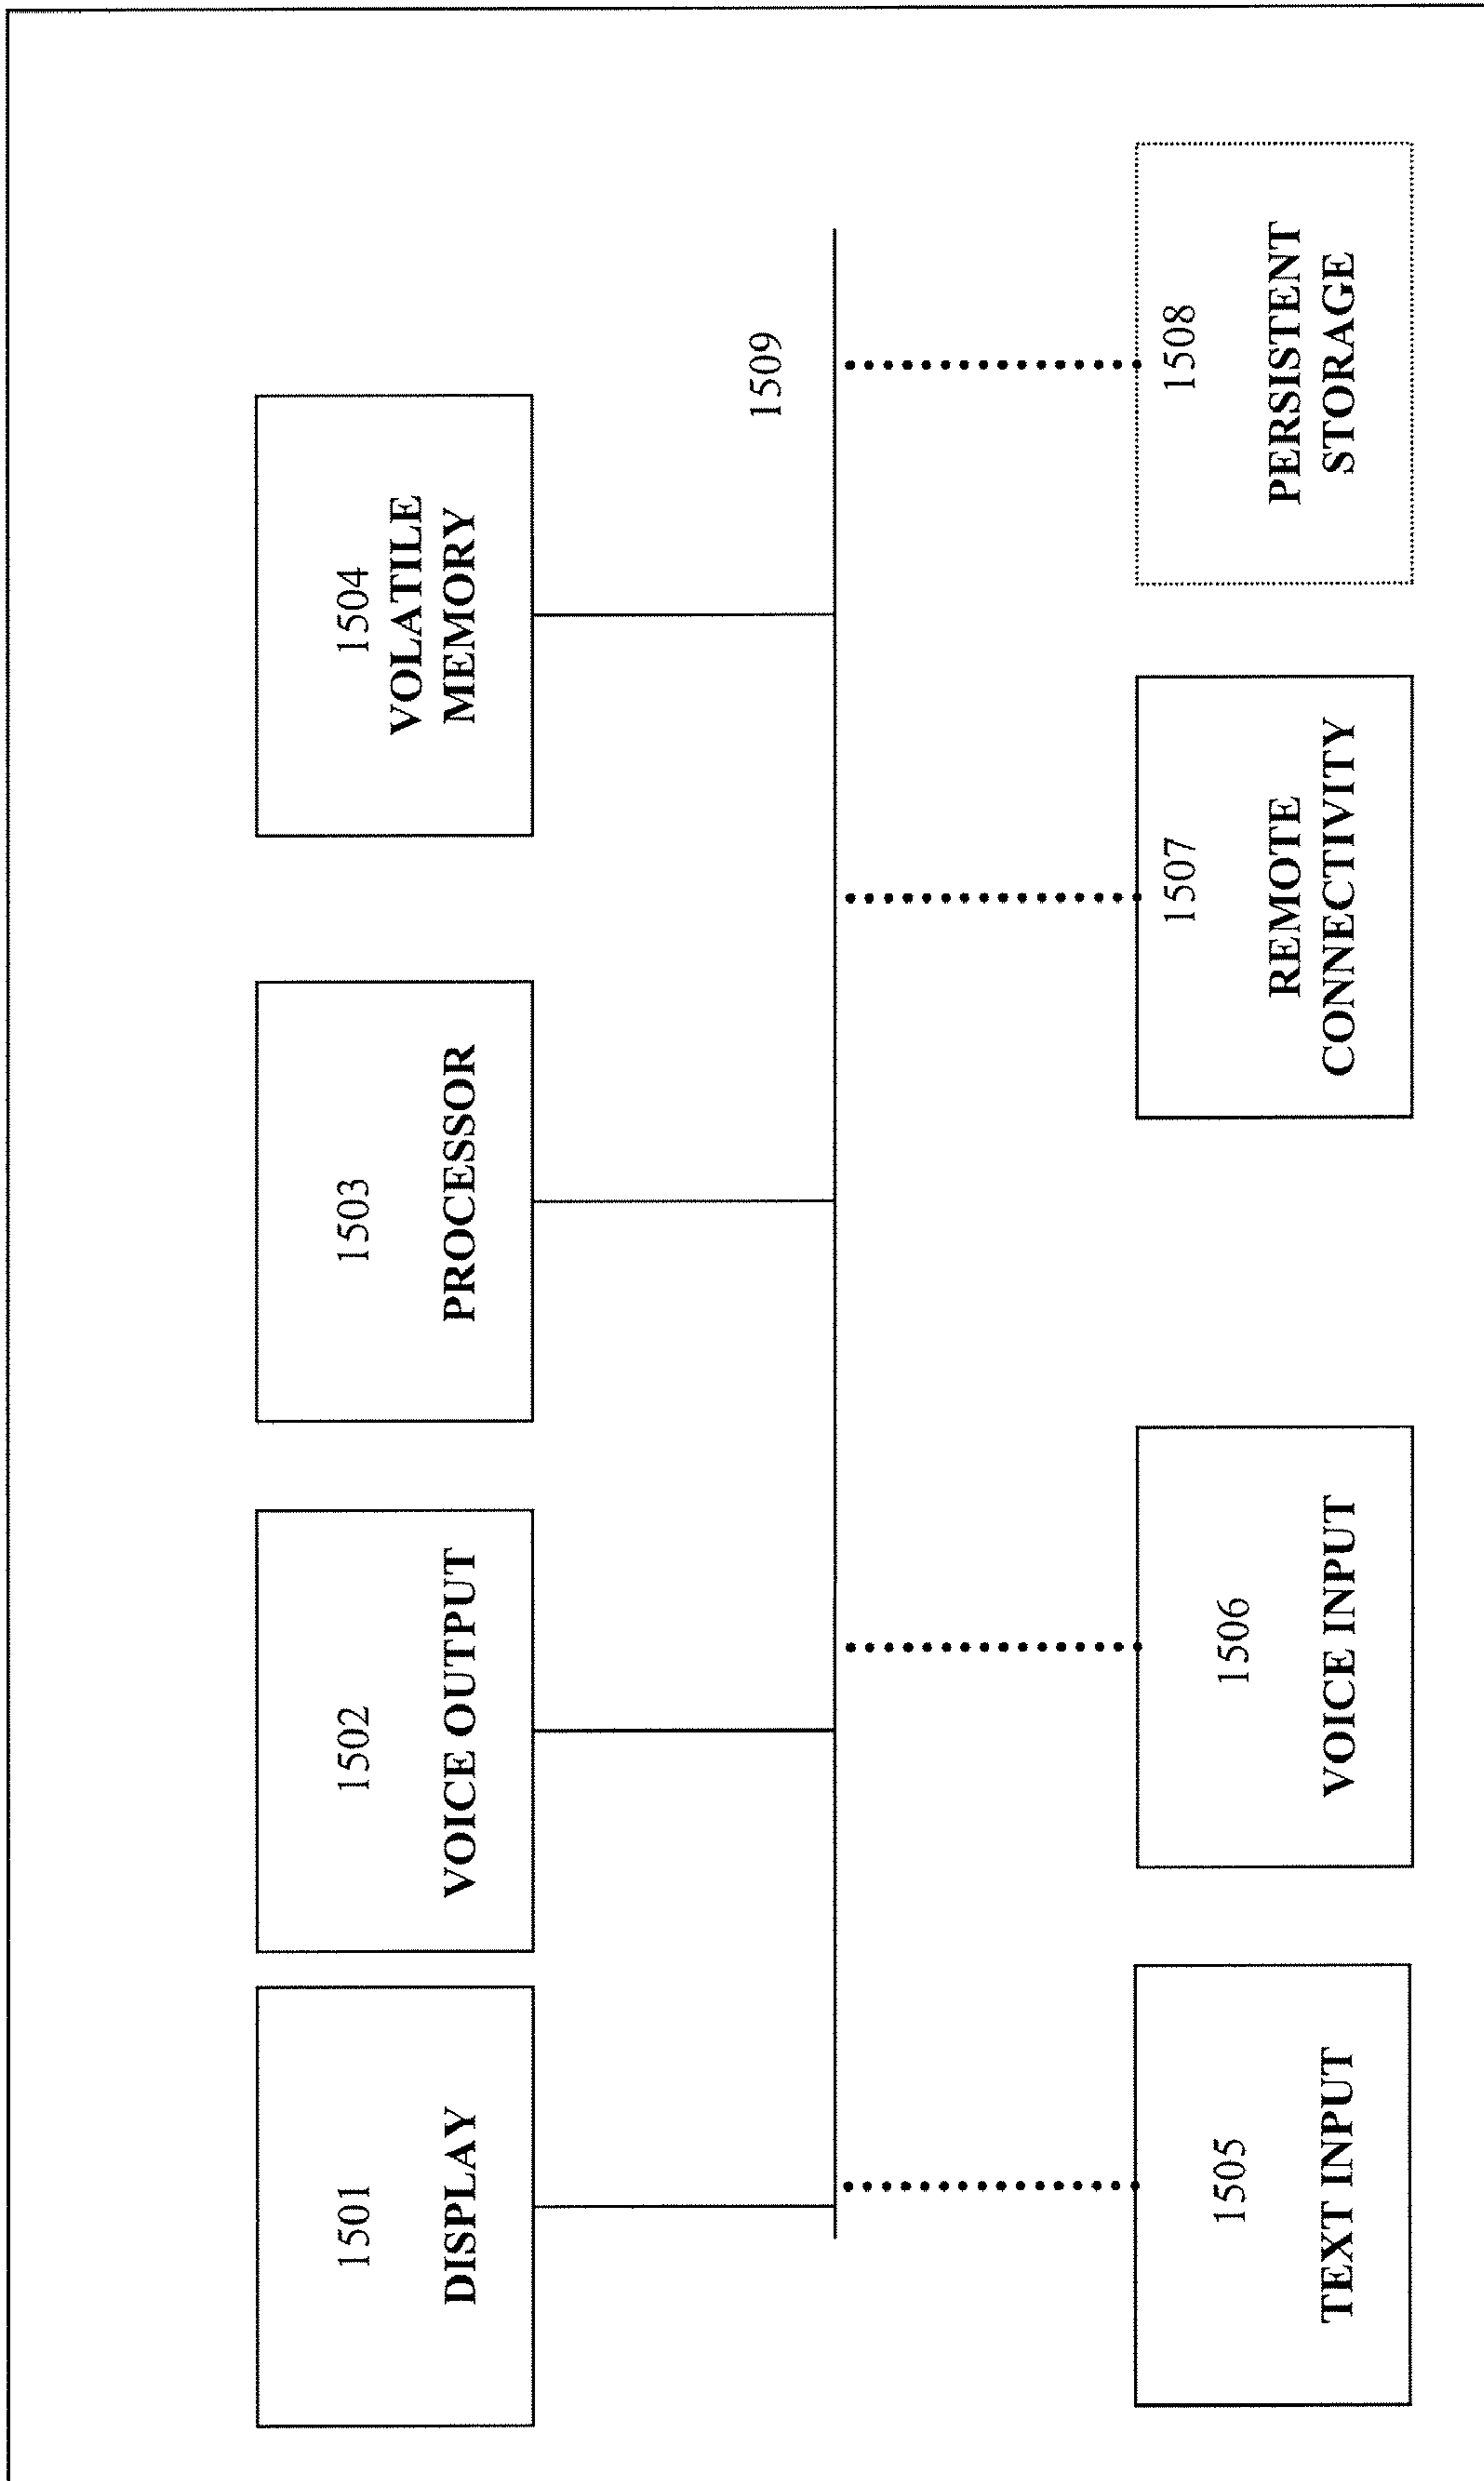 1501
DISPLAY
1502
VOICE OUTPUT
1503
PROCESSOR
1504
VOLATILE
MEMORY
1509
1505
TEXT INPUT
1506
VOICE INPUT
1507
REMOTE
CONNECTIVITY
1508
PERSISTENT
STORAGE